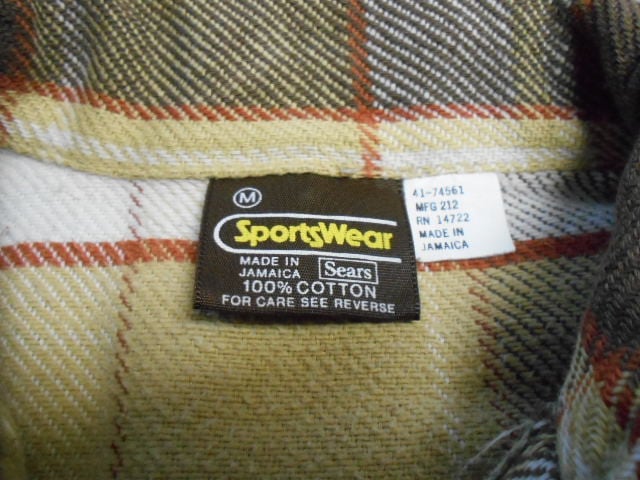 M
SportsWear
MADE IN
JAMAICA Sears
100% COTTON
FOR CARE SEE REVERSE
41-74561
MFG 212
RN 14722
MADE IN
JAMAICA